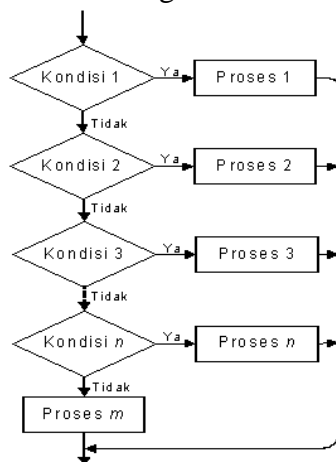 Kondisi 1 Ya Proses 1
Tidak
Kondisi 2 Ya Proses 2
Tidak
Kondisi 3 Ya Proses 3
Tidak
Kondisi n Ya Proses n
Tidak
Proses m